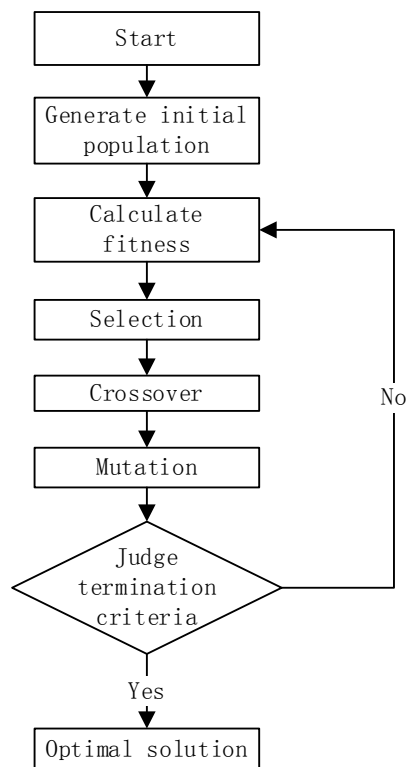 Start
Generate initial
population
Calculate
fitness
Selection
Crossover
No
Mutation
Judge
termination
criteria
Yes
Optimal solution